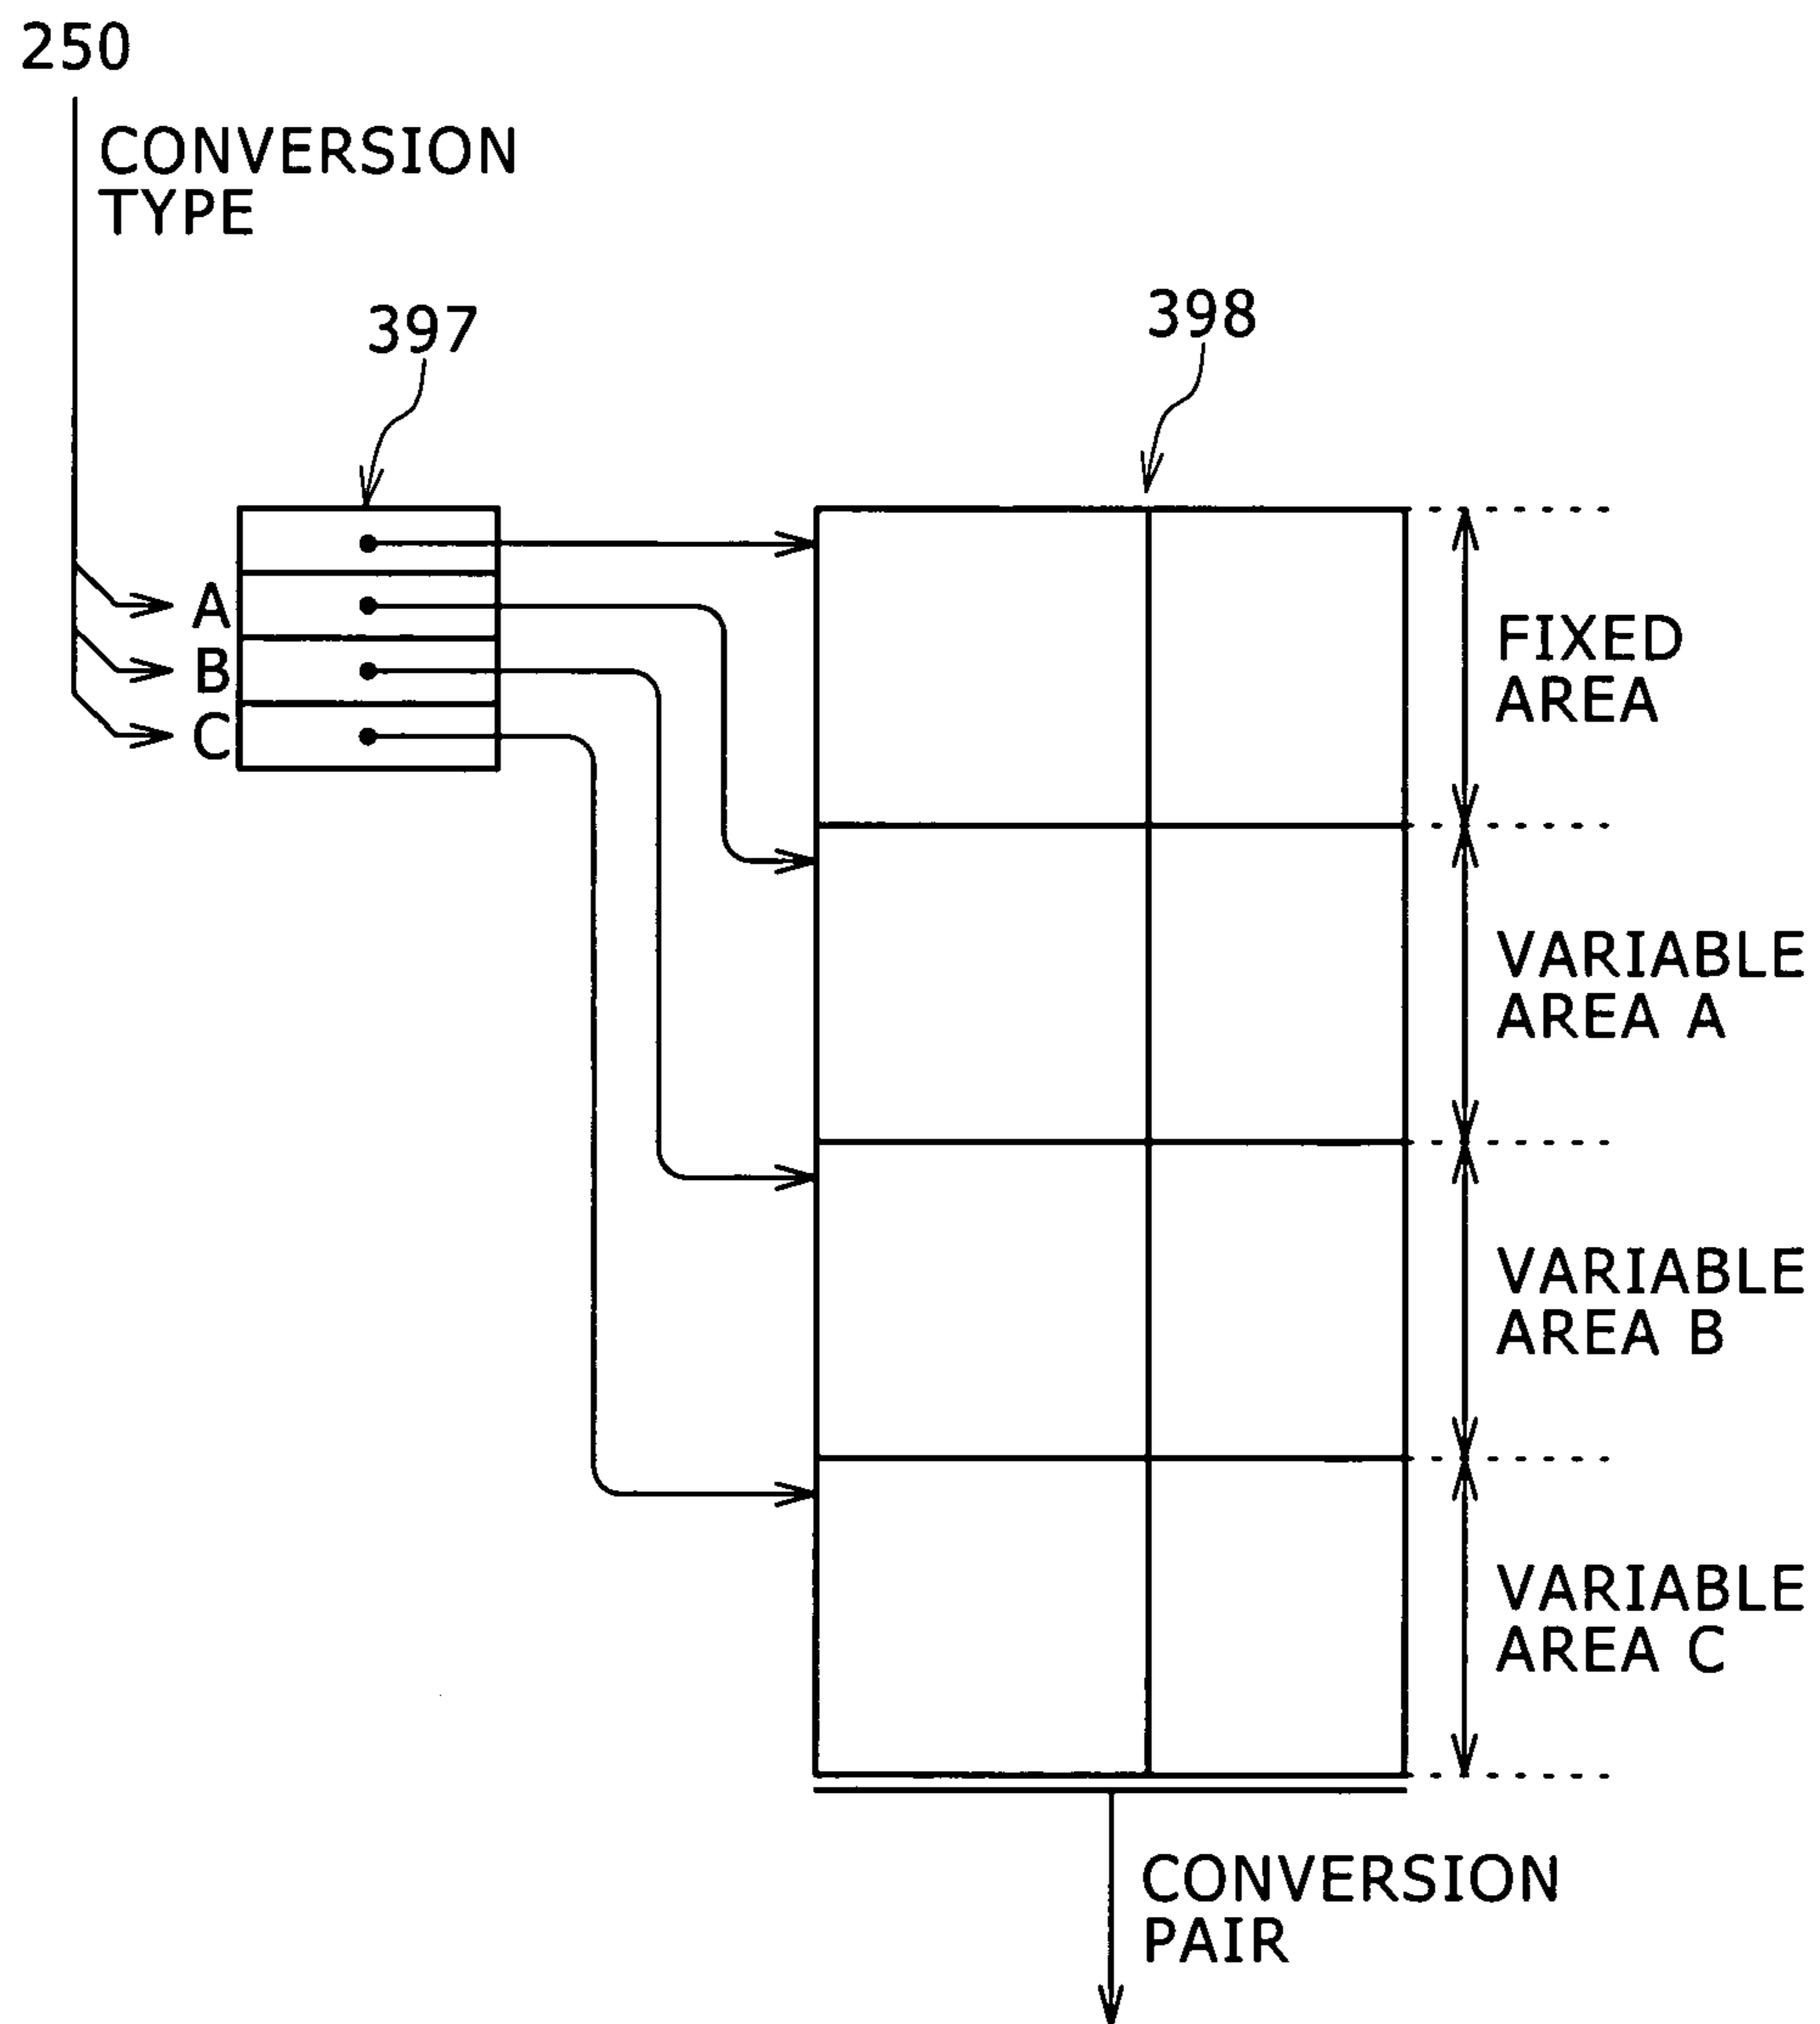 250
CONVERSION
TYPE
397
398
A
B
C
FIXED
AREA
VARIABLE
AREA A
VARIABLE
AREA B
VARIABLE
AREA C
CONVERSION
PAIR